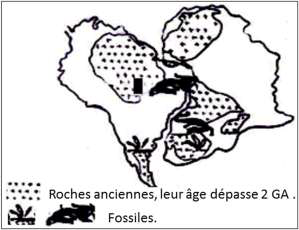 Roches anciennes, leur âge dépasse 2 GA .
Fossiles.